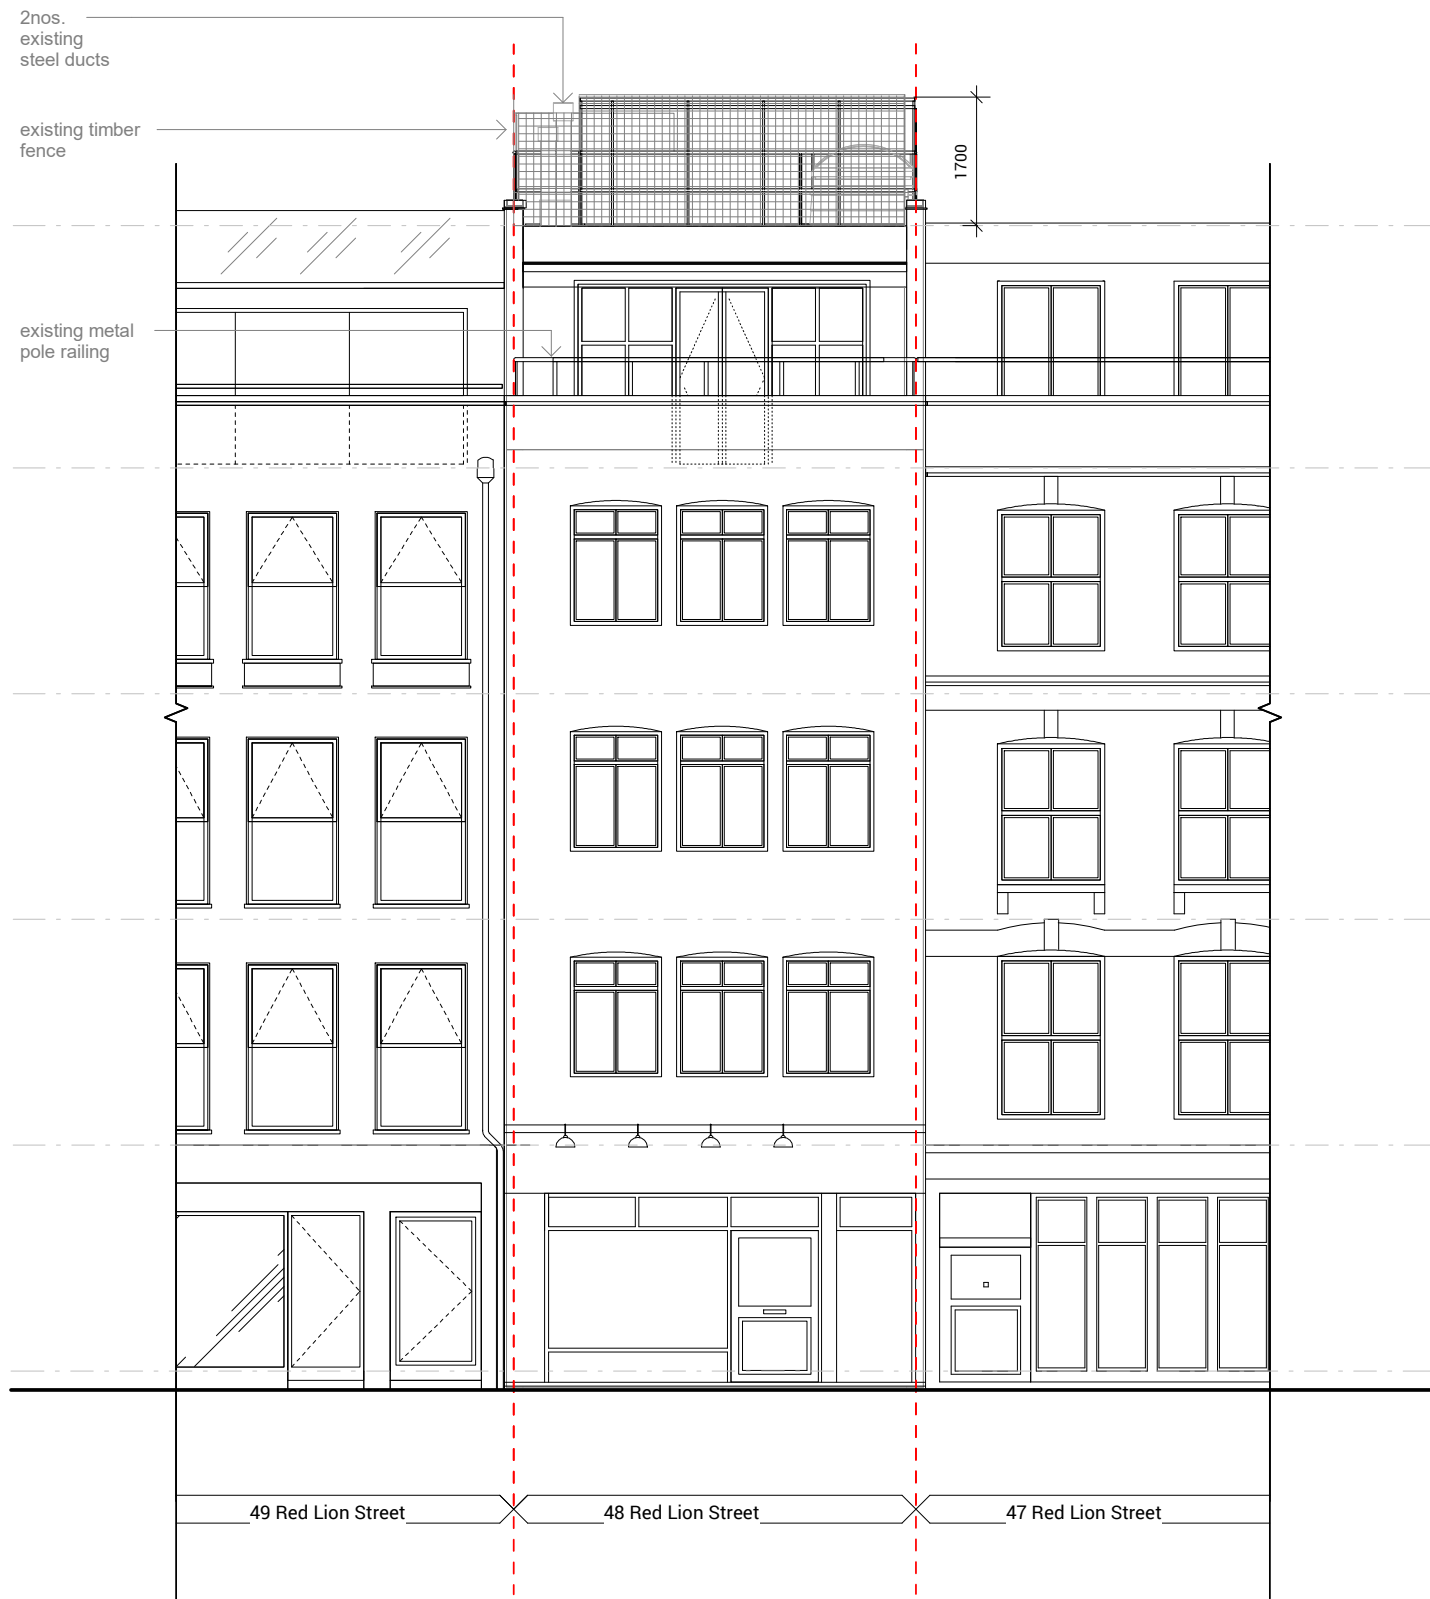 2nos.
existing
steel ducts
existing timber
fence
1700
existing metal
pole railing
49 Red Lion Street
48 Red Lion Street
47 Red Lion Street